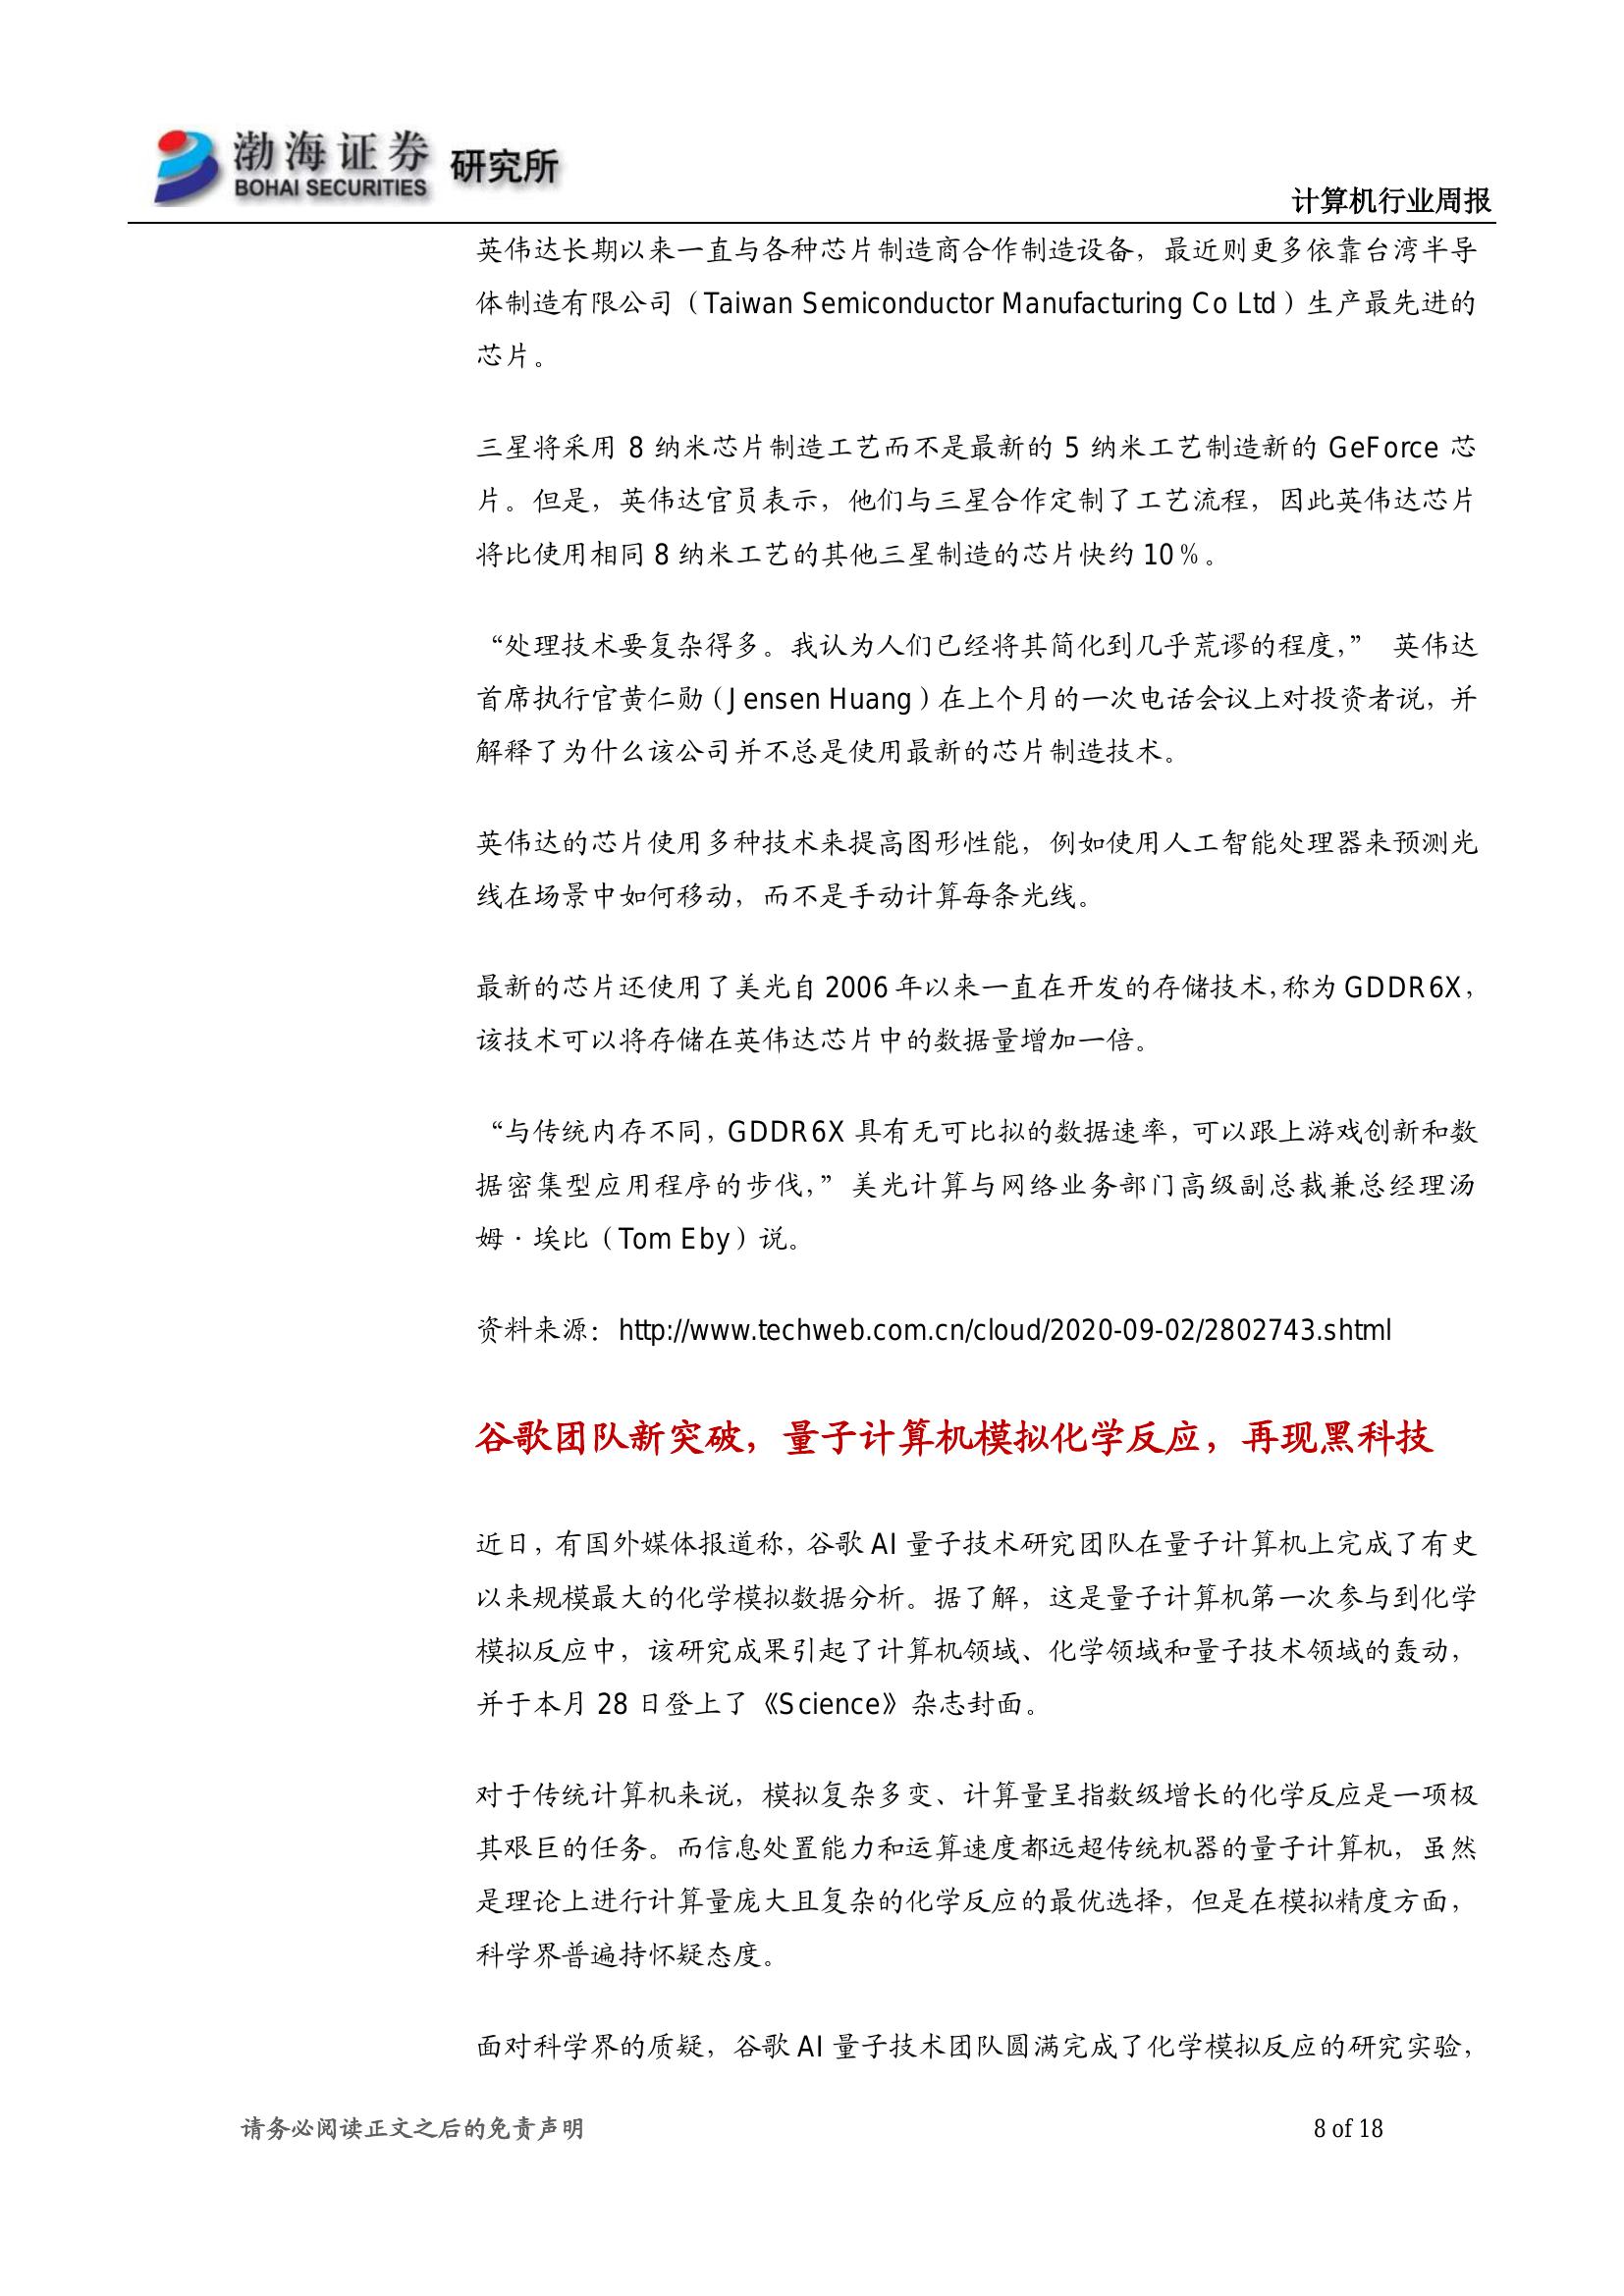 渤海证券 研究所
BOHAI SECURITIES
计算机行业周报
英伟达长期以来一直与各种芯片制造商合作制造设备，最近则更多依靠台湾半导
体制造有限公司（Taiwan Semiconductor Manufacturing Co Ltd）生产最先进的
芯片。
三星将采用 8 纳米芯片制造工艺而不是最新的 5 纳米工艺制造新的 GeForce 芯
片。但是，英伟达官员表示，他们与三星合作定制了工艺流程，因此英伟达芯片
将比使用相同 8 纳米工艺的其他三星制造的芯片快约 10％。
“处理技术要复杂得多。我认为人们已经将其简化到几乎荒谬的程度，” 英伟达
首席执行官黄仁勋（Jensen Huang）在上个月的一次电话会议上对投资者说，并
解释了为什么该公司并不总是使用最新的芯片制造技术。
英伟达的芯片使用多种技术来提高图形性能，例如使用人工智能处理器来预测光
线在场景中如何移动，而不是手动计算每条光线。
最新的芯片还使用了美光自 2006 年以来一直在开发的存储技术，称为 GDDR6X，
该技术可以将存储在英伟达芯片中的数据量增加一倍。
“与传统内存不同，GDDR6X 具有无可比拟的数据速率，可以跟上游戏创新和数
据密集型应用程序的步伐，” 美光计算与网络业务部门高级副总裁兼总经理汤
姆·埃比（Tom Eby）说。
资料来源：http://www.techweb.com.cn/cloud/2020-09-02/2802743.shtml
谷歌团队新突破，量子计算机模拟化学反应，再现黑科技
近日，有国外媒体报道称，谷歌 AI 量子技术研究团队在量子计算机上完成了有史
以来规模最大的化学模拟数据分析。据了解，这是量子计算机第一次参与到化学
模拟反应中，该研究成果引起了计算机领域、化学领域和量子技术领域的轰动，
并于本月 28 日登上了《Science》杂志封面。
对于传统计算机来说，模拟复杂多变、计算量呈指数级增长的化学反应是一项极
其艰巨的任务。而信息处置能力和运算速度都远超传统机器的量子计算机，虽然
是理论上进行计算量庞大且复杂的化学反应的最优选择，但是在模拟精度方面，
科学界普遍持怀疑态度。
面对科学界的质疑，谷歌 AI 量子技术团队圆满完成了化学模拟反应的研究实验，
请务必阅读正文之后的免责声明
8 of 18